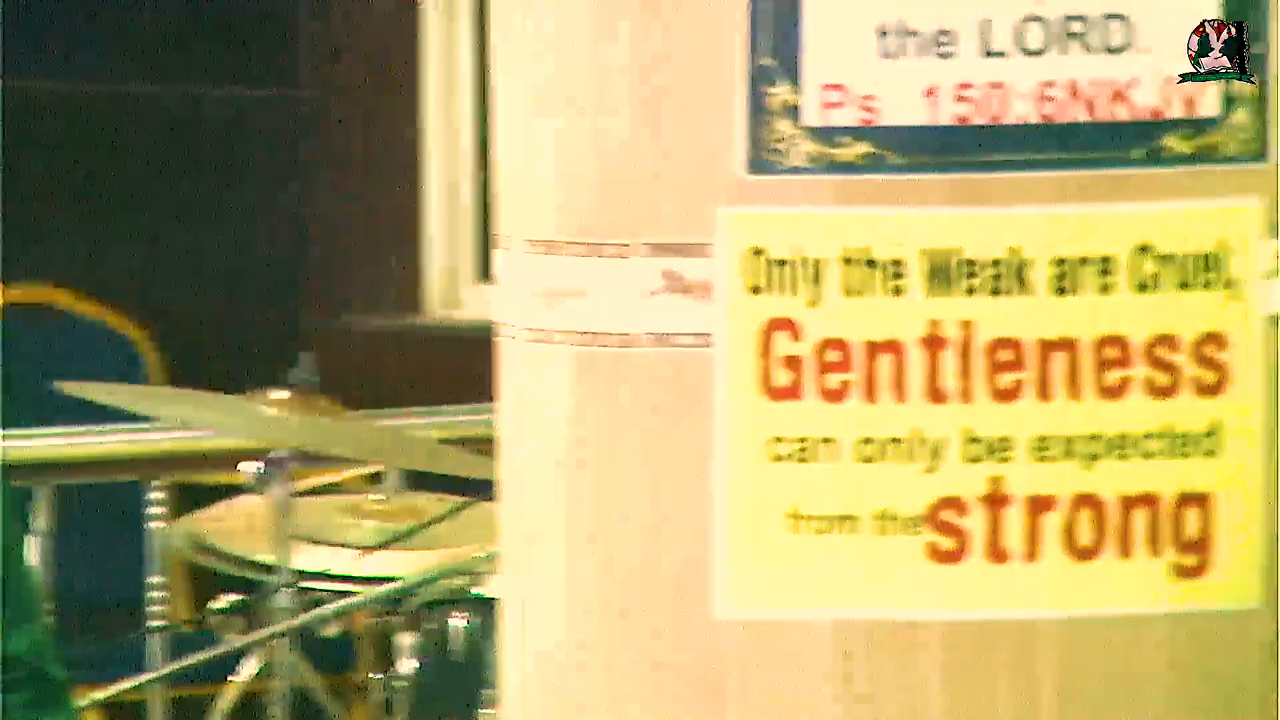 the LORD.
Ps 150:6NKJV
Only the Weak are Cruel,
Gentleness
can only be expected
from the strong